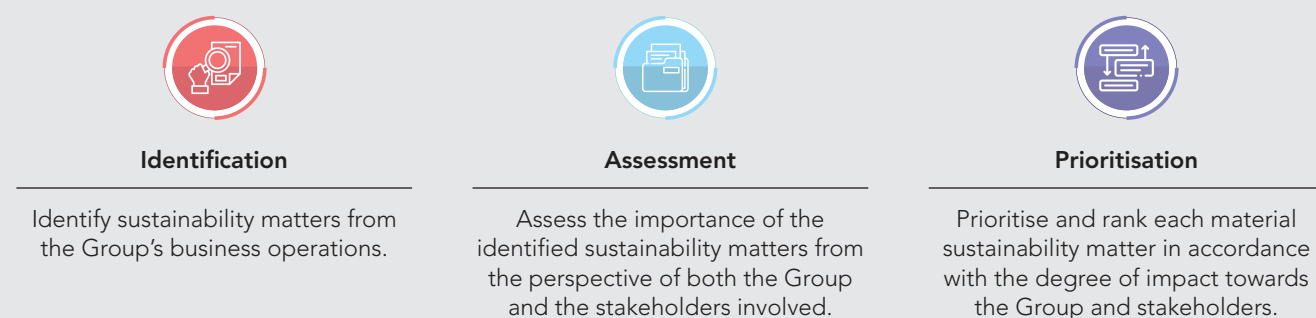 Identification
Identify sustainability matters from
the Group's business operations.
Assessment
Assess the importance of the
identified sustainability matters from
the perspective of both the Group
and the stakeholders involved.
Prioritisation
Prioritise and rank each material
sustainability matter in accordance
with the degree of impact towards
the Group and stakeholders.